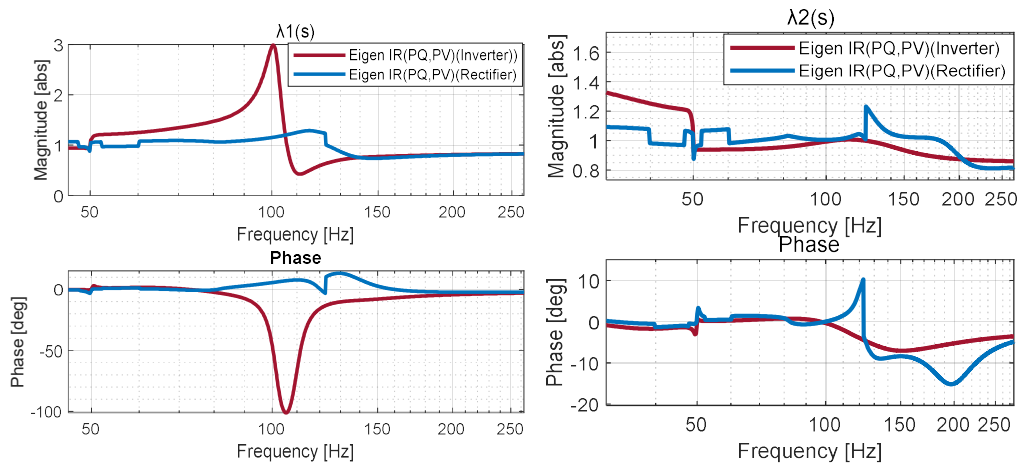 λ1(s)
Magnitude [abs]
3
2
1
0
Eigen IR(PQ,PV)(Inverter))
Eigen IR(PQ,PV)(Rectifier)
50
100
150
200
250
Frequency [Hz]
λ2(s)
Magnitude [abs]
1.6
1.4
1.2
1
0.8
Eigen IR(PQ,PV)(Inverter)
Eigen IR(PQ,PV)(Rectifier)
50
100
150
200
250
Frequency [Hz]
Phase
Phase [deg]
0
-50
-100
50
100
150
200
250
Frequency [Hz]
Phase
Phase [deg]
10
0
-10
-20
50
100
150
200
250
Frequency [Hz]